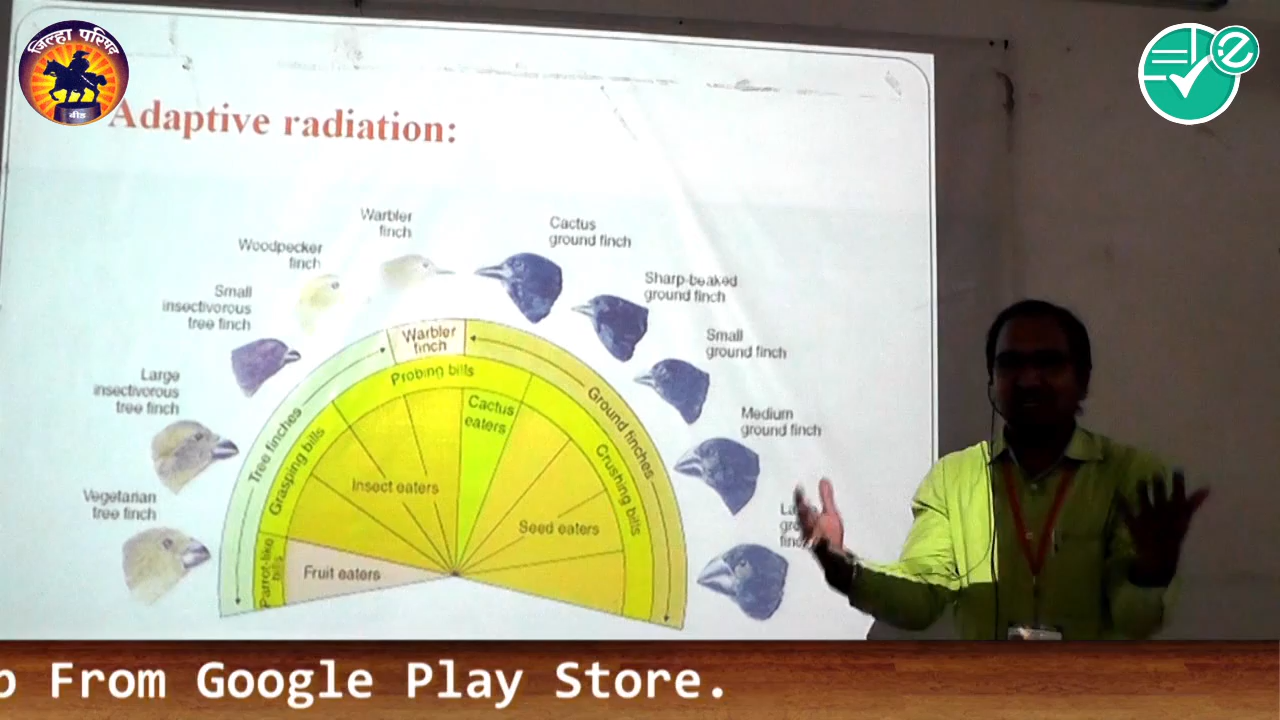 जिल्हा परिषद
बीड
Adaptive radiation:
Warbler
finch
Cactus
ground finch
Woodpecker
finch
Sharp-beaked
ground finch
Small
insectivorous
tree finch
Small
ground finch
Large
insectivorous
tree finch
Medium
ground finch
Vegetarian
tree finch
Warbler
finch
Probing bills
Tree finches
Ground finches
Grasping bills
Crushing bills
Cactus
eaters
Insect eaters
Seed eaters
Parrot-like
bills
Fruit eaters
From Google Play Store.